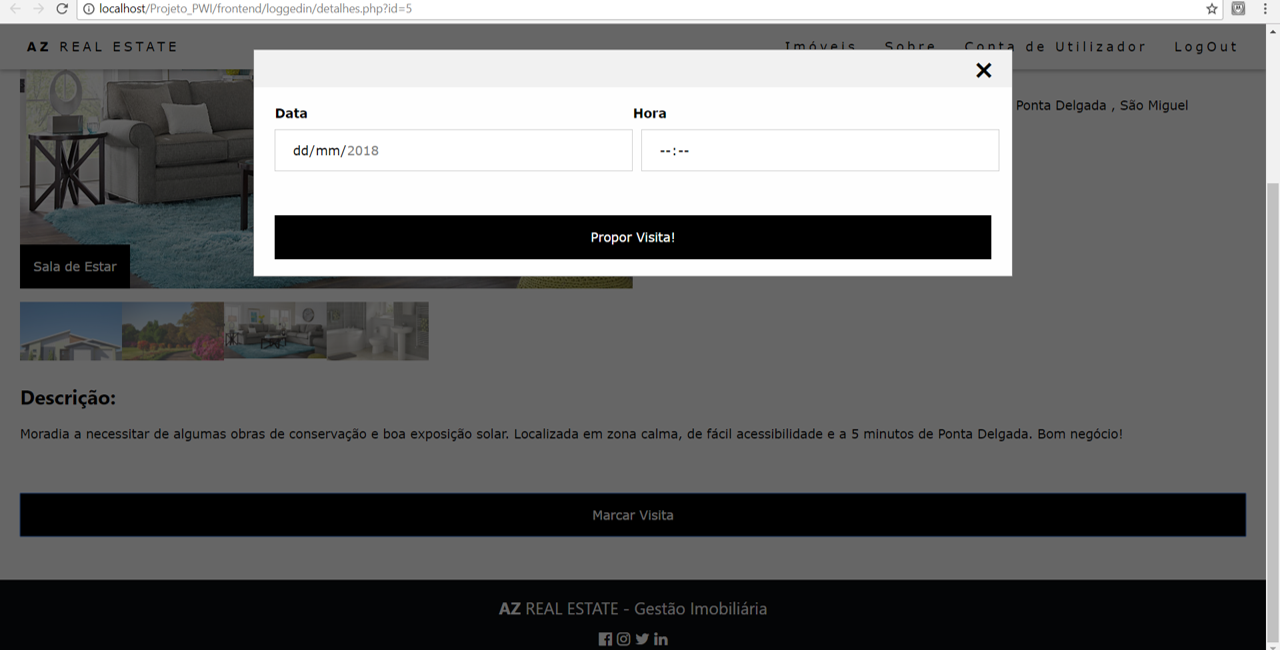 localhost/Projeto_PWI/frontend/loggedin/detalhes.php?id=5
AZ REAL ESTATE
Imóveis Sobre Conta de Utilizador LogOut
×
Data Hora
dd/mm/2018 --:--
Propor Visita!
Ponta Delgada , São Miguel
Sala de Estar
Descrição:
Moradia a necessitar de algumas obras de conservação e boa exposição solar. Localizada em zona calma, de fácil acessibilidade e a 5 minutos de Ponta Delgada. Bom negócio!
Marcar Visita
AZ REAL ESTATE - Gestão Imobiliária